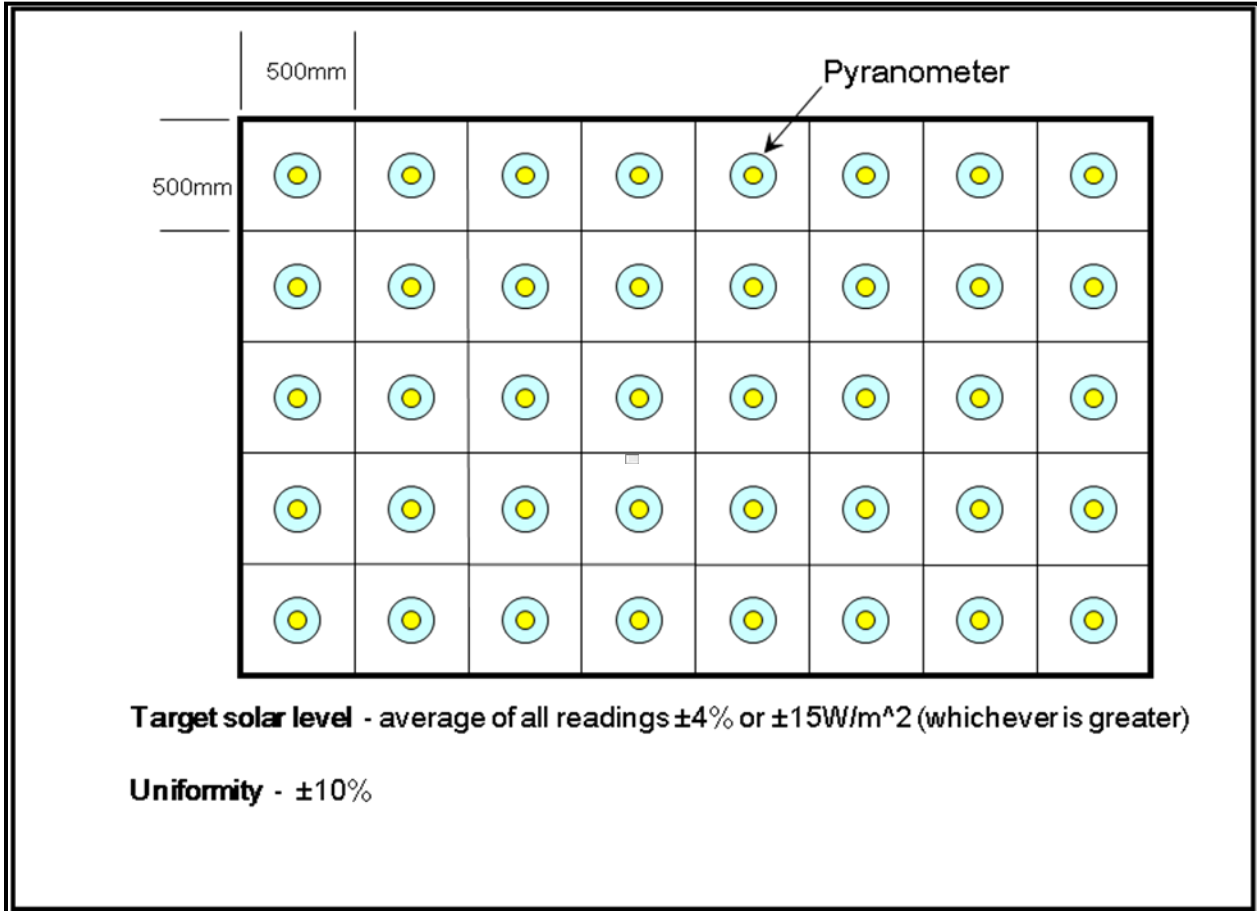 500mm
Pyranometer
500mm
Target solar level - average of all readings ±4% or ±15W/m^2 (whichever is greater)
Uniformity - ±10%